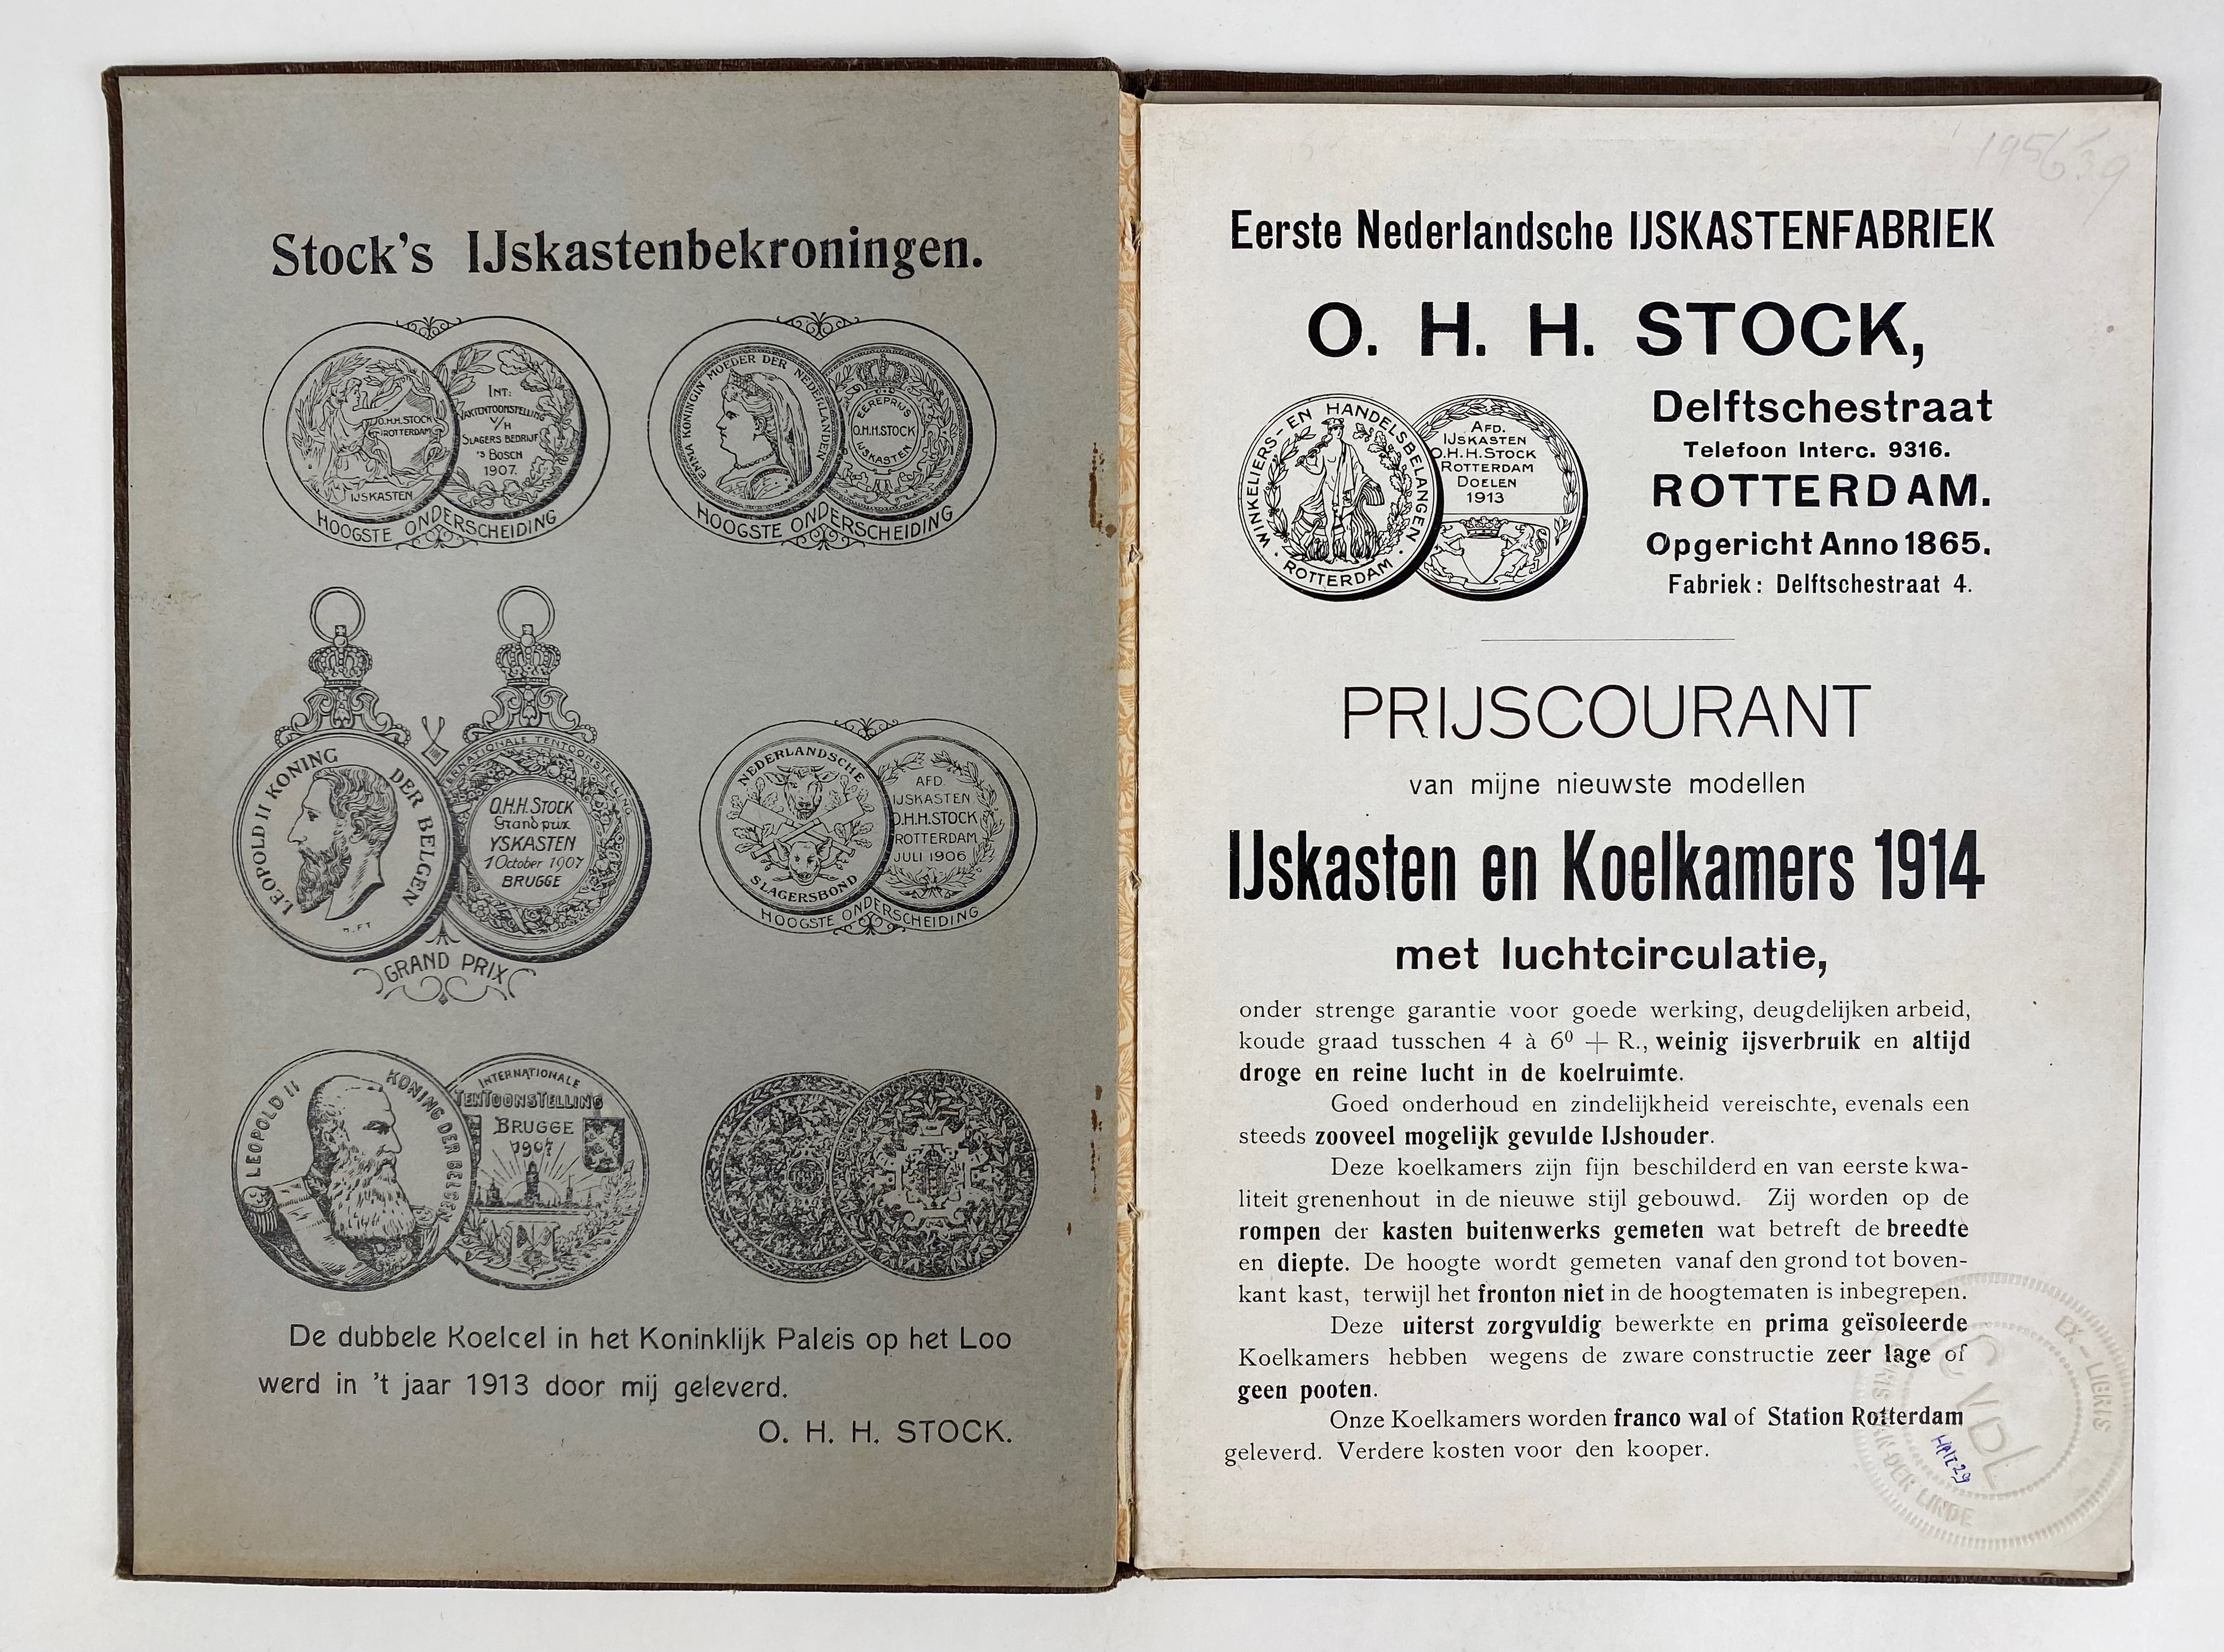 Stock's IJskastenbekroningen.
O.H.H. STOCK
ROTTERDAM
IJSKASTEN
INT:
VAKTENTOONSTELLING
V/H
SLAGERS BEDRIJF
'S BOSCH
1907.
HOOGSTE ONDERSCHEIDING
EMMA KONINGIN MOEDER DER NEDERLANDEN
EEREPRIJS
O.H.H. STOCK
IJSKASTEN
HOOGSTE ONDERSCHEIDING
LEOPOLD II KONING DER BELGEN
INTERNATIONALE TENTOONSTELLING
O.H.H. STOCK
Grand prix
YSKASTEN
1 October 1907
BRUGGE
GRAND PRIX
NEDERLANDSCHE
SLAGERSBOND
AFD.
IJSKASTEN
O.H.H. STOCK
ROTTERDAM
JULI 1906
HOOGSTE ONDERSCHEIDING
LEOPOLD II KONING DER BELGEN
INTERNATIONALE
TENTOONSTELLING
BRUGGE
1907
De dubbele Koelcel in het Koninklijk Paleis op het Loo
werd in 't jaar 1913 door mij geleverd.
O. H. H. STOCK.
Eerste Nederlandsche IJSKASTENFABRIEK
O. H. H. STOCK,
WINKELIERS- EN HANDELSBELANGEN
· ROTTERDAM ·
AFD.
IJSKASTEN
O.H.H. STOCK
ROTTERDAM
DOELEN
1913
Delftschestraat
Telefoon Interc. 9316.
ROTTERDAM.
Opgericht Anno 1865.
Fabriek: Delftschestraat 4.
PRIJSCOURANT
van mijne nieuwste modellen
IJskasten en Koelkamers 1914
met luchtcirculatie,
onder strenge garantie voor goede werking, deugdelijken arbeid,
koude graad tusschen 4 à 6⁰ + R., weinig ijsverbruik en altijd
droge en reine lucht in de koelruimte.
Goed onderhoud en zindelijkheid vereischte, evenals een
steeds zooveel mogelijk gevulde IJshouder.
Deze koelkamers zijn fijn beschilderd en van eerste kwa-
liteit grenenhout in de nieuwe stijl gebouwd. Zij worden op de
rompen der kasten buitenwerks gemeten wat betreft de breedte
en diepte. De hoogte wordt gemeten vanaf den grond tot boven-
kant kast, terwijl het fronton niet in de hoogtematen is inbegrepen.
Deze uiterst zorgvuldig bewerkte en prima geïsoleerde
Koelkamers hebben wegens de zware constructie zeer lage of
geen pooten.
Onze Koelkamers worden franco wal of Station Rotterdam
geleverd. Verdere kosten voor den kooper.
EX-LIBRIS
CVDL
VAN DER LINDE